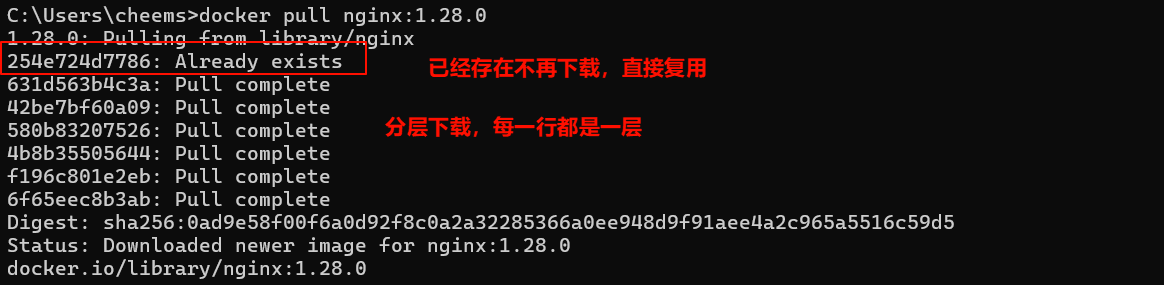 C:\Users\cheems>docker pull nginx:1.28.0
1.28.0: Pulling from library/nginx
254e724d7786: Already exists
已经存在不再下载，直接复用
631d563b4c3a: Pull complete
42be7bf60a09: Pull complete
580b83207526: Pull complete
分层下载，每一行都是一层
4b8b35505644: Pull complete
f196c801e2eb: Pull complete
6f65eec8b3ab: Pull complete
Digest: sha256:0ad9e58f00f6a0d92f8c0a2a32285366a0ee948d9f91aee4a2c965a5516c59d5
Status: Downloaded newer image for nginx:1.28.0
docker.io/library/nginx:1.28.0